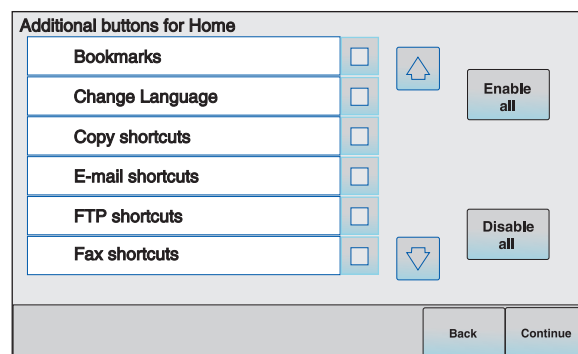 Additional buttons for Home
Bookmarks
Change Language
Copy shortcuts
E-mail shortcuts
FTP shortcuts
Fax shortcuts
Enable
all
Disable
all
Back
Continue